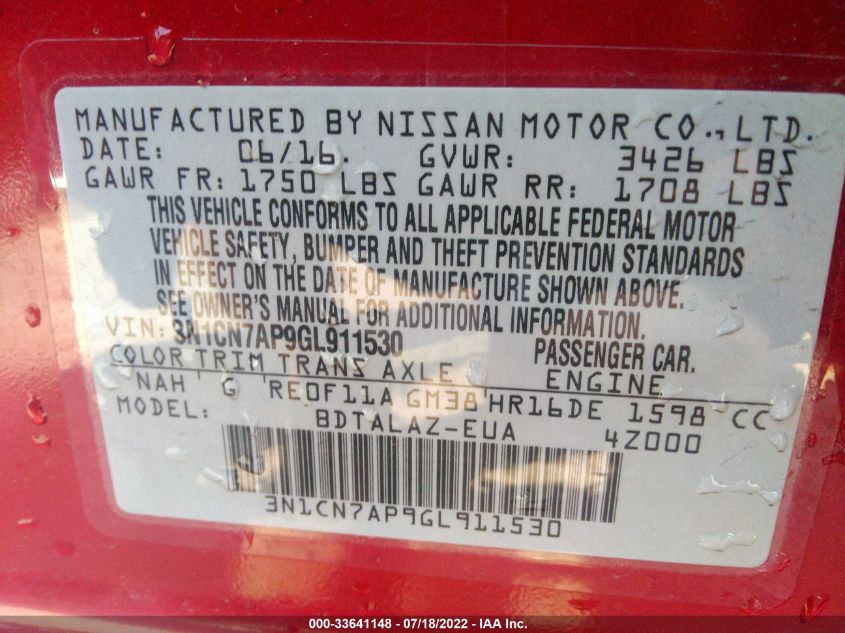 MANUFACTURED BY NISSAN MOTOR CO., LTD.
DATE: 06/16. GVWR: 3426 LBS
GAWR FR: 1750 LBS GAWR RR: 1708 LBS
THIS VEHICLE CONFORMS TO ALL APPLICABLE FEDERAL MOTOR
VEHICLE SAFETY, BUMPER AND THEFT PREVENTION STANDARDS
IN EFFECT ON THE DATE OF MANUFACTURE SHOWN ABOVE.
SEE OWNER'S MANUAL FOR ADDITIONAL INFORMATION.
VIN: 3N1CN7AP9GL911530 PASSENGER CAR.
COLOR TRIM TRANS AXLE ENGINE
NAH G RE0F11A GM38 HR16DE 1598 CC
MODEL: BDTALAZ-EUA 4Z000
3N1CN7AP9GL911530
000-33641148 - 07/18/2022 - IAA Inc.